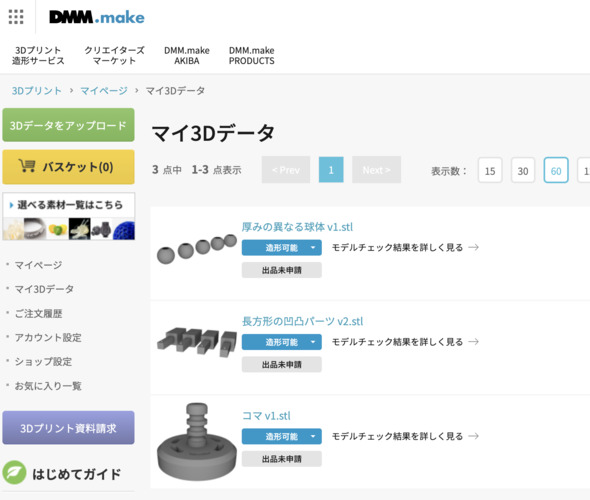 DMM.make
3Dプリント
造形サービス
クリエイターズ
マーケット
DMM.make
AKIBA
DMM.make
PRODUCTS
3Dプリント › マイページ › マイ3Dデータ
3Dデータをアップロード
バスケット(0)
選べる素材一覧はこちら
マイページ
マイ3Dデータ
ご注文履歴
アカウント設定
ショップ設定
お気に入り一覧
3Dプリント資料請求
はじめてガイド
マイ3Dデータ
3 点中 1-3 点表示 < Prev 1 Next > 表示数： 15 30 60
厚みの異なる球体 v1.stl
造形可能 モデルチェック結果を詳しく見る →
出品未申請
長方形の凹凸パーツ v2.stl
造形可能 モデルチェック結果を詳しく見る →
出品未申請
コマ v1.stl
造形可能 モデルチェック結果を詳しく見る →
出品未申請